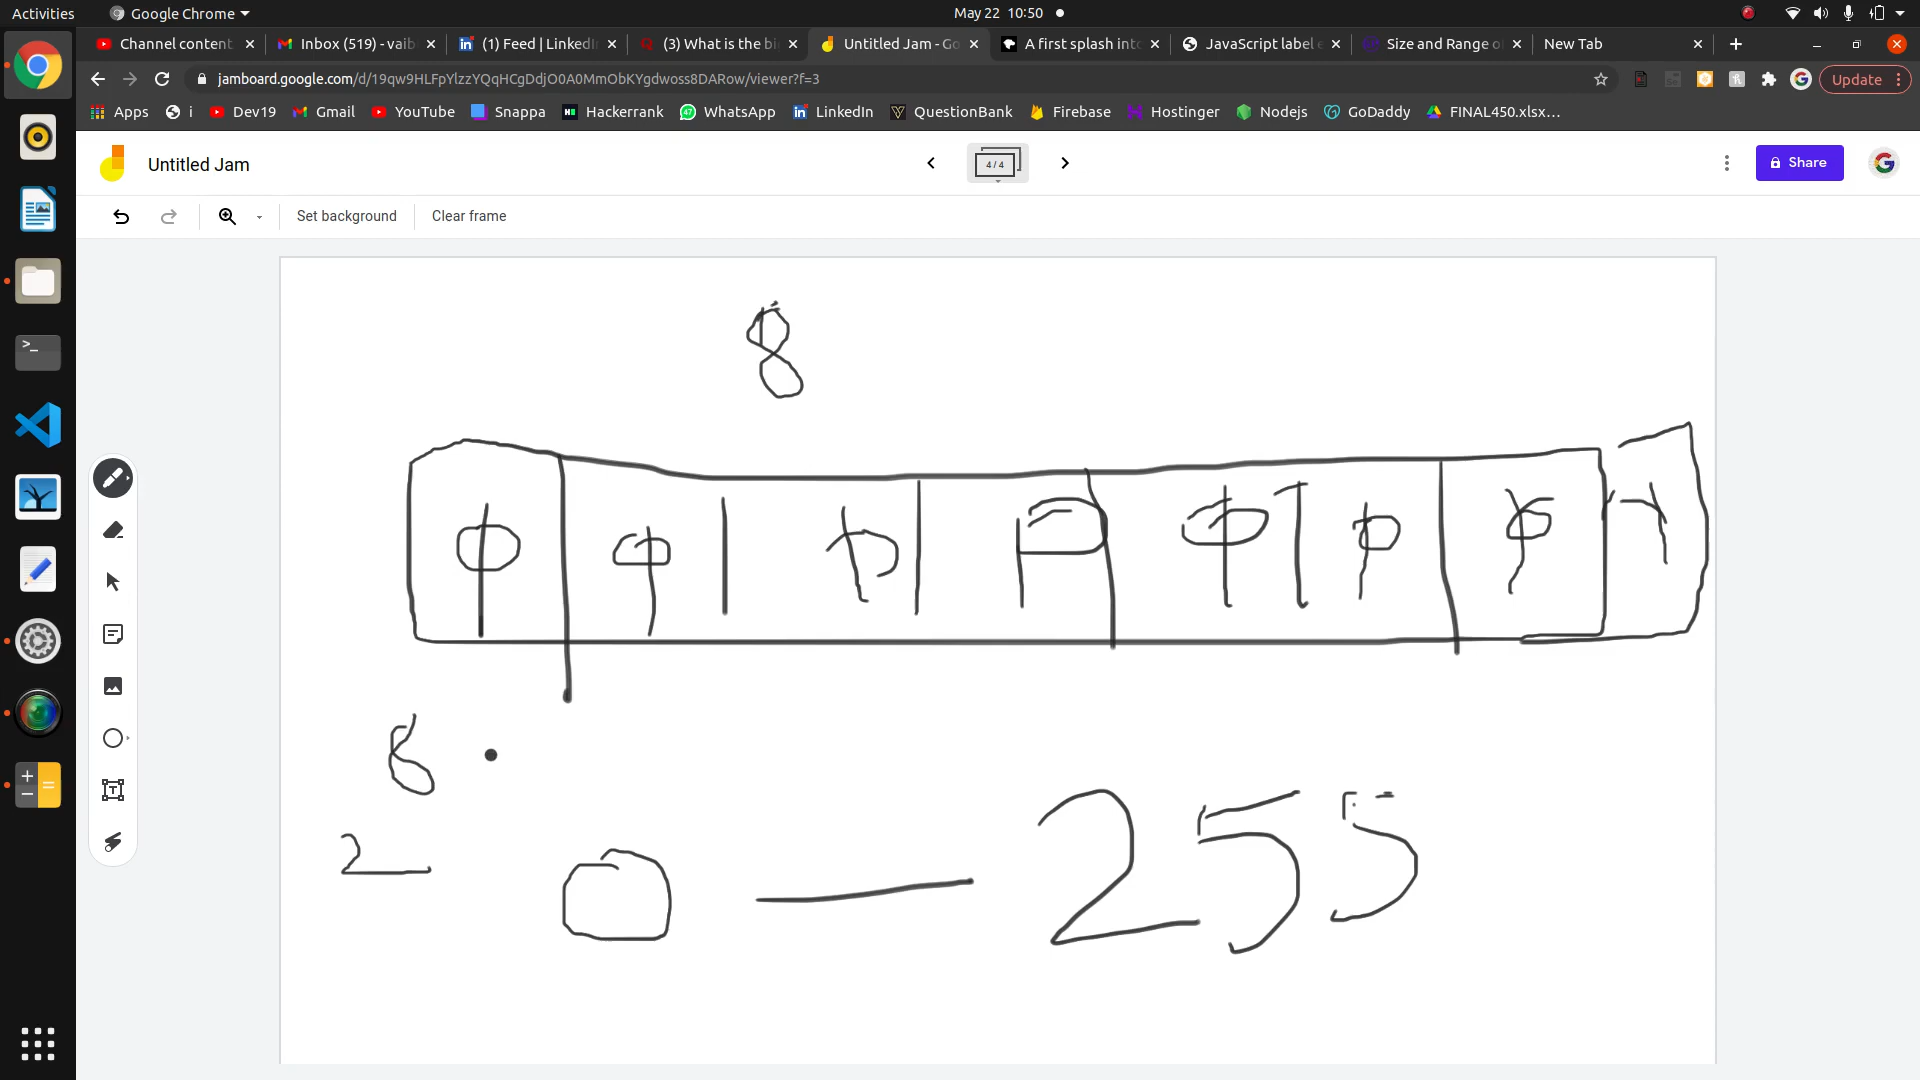 Activities Google Chrome May 22 10:50
Channel content Inbox (519) - vaib (1) Feed | LinkedIn (3) What is the bi Untitled Jam - Go A first splash into JavaScript label e Size and Range o New Tab
jamboard.google.com/d/19qw9HLFpYlzzYQqHCgDdjO0A0MmObKYgdwoss8DARow/viewer?f=3 Update
Apps i Dev19 Gmail YouTube Snappa Hackerrank WhatsApp LinkedIn QuestionBank Firebase Hostinger Nodejs GoDaddy FINAL450.xlsx...
Untitled Jam 4 / 4 Share
Set background Clear frame
8
8
2 0 — 255